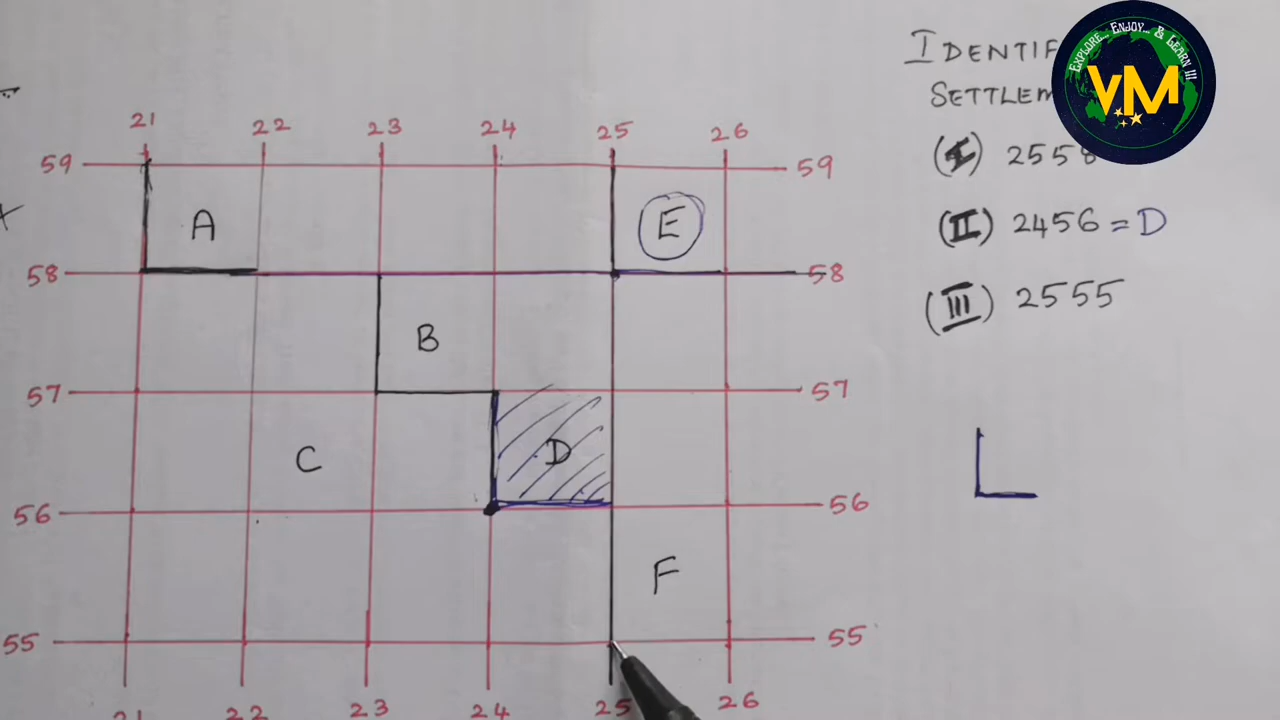 IDENTIF
SETTLEM
EXPLORE... ENJOY... & LEARN !!!
VM
21 22 23 24 25 26
59 59
(I) 2558
A E
(II) 2456 = D
58 58
(III) 2555
B
57 57
C D
56 56
F
55 55
21 22 23 24 25 26